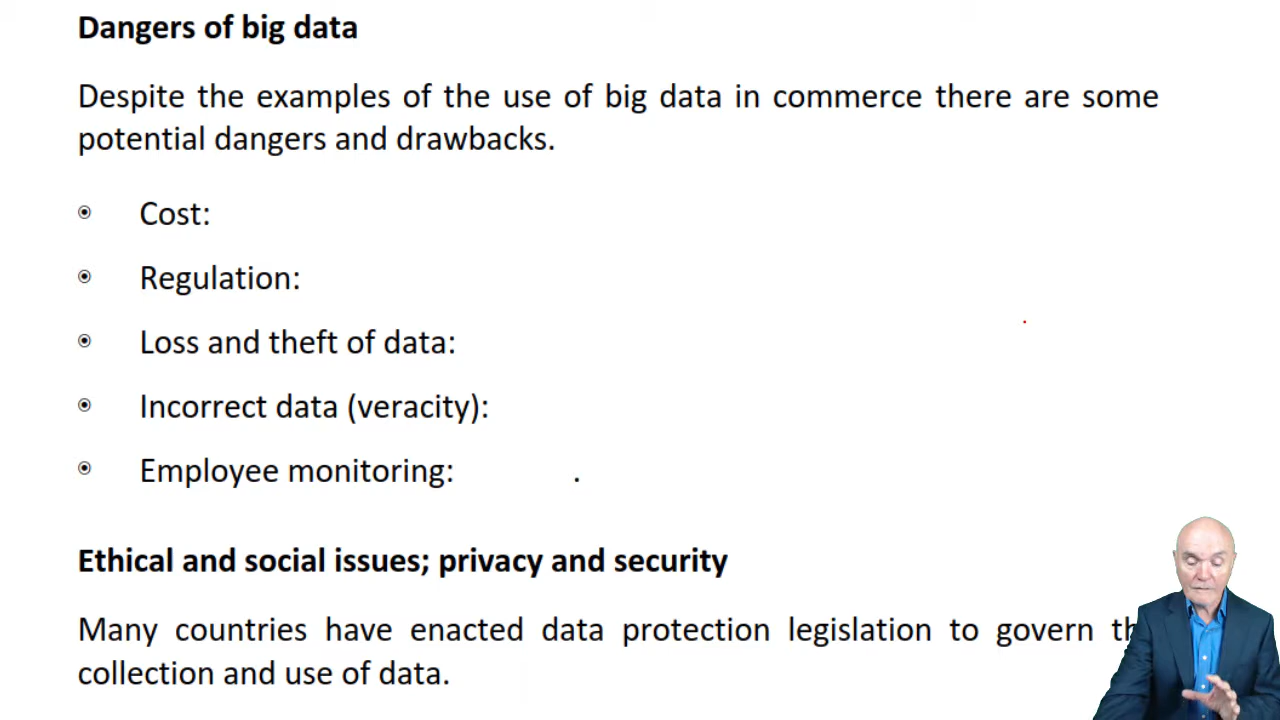 Dangers of big data
Despite the examples of the use of big data in commerce there are some
potential dangers and drawbacks.
Cost:
Regulation:
Loss and theft of data:
Incorrect data (veracity):
Employee monitoring: .
Ethical and social issues; privacy and security
Many countries have enacted data protection legislation to govern
collection and use of data.